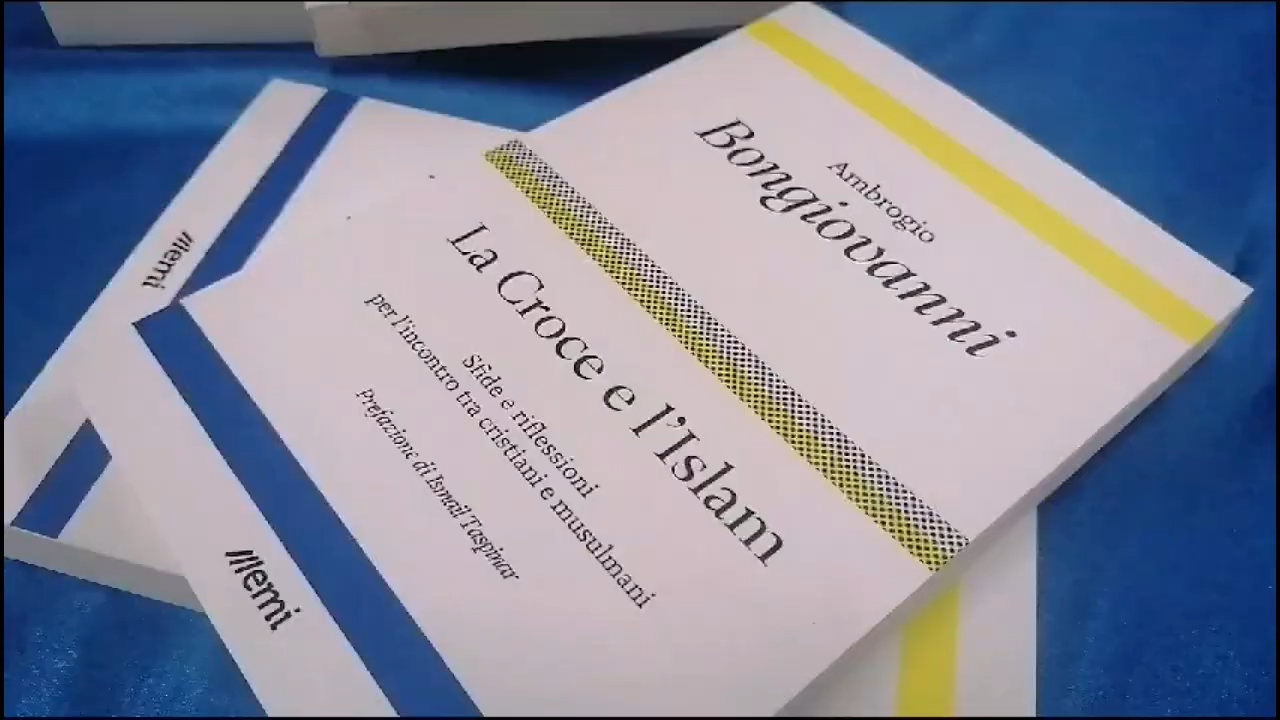 Ambrogio
Bongiovanni
La Croce e l'Islam
Sfide e riflessioni
per l'incontro tra cristiani e musulmani
Prefazione di Ismail Taspinar
emi
emi